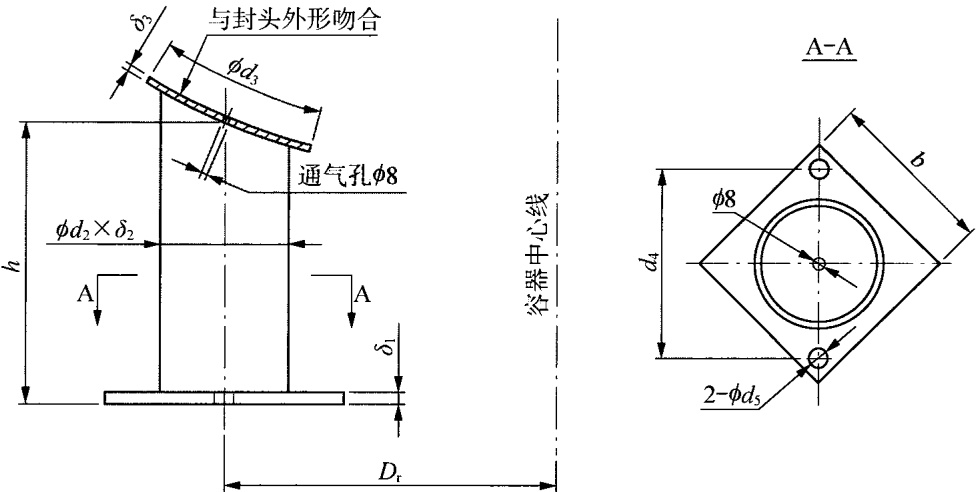 δ₃
与封头外形吻合
A-A
ϕd₃
b
通气孔ϕ8
ϕ8
ϕd₂×δ₂
d₄
h
容器中心线
A
A
δ₁
2-ϕd₅
Dᵣ